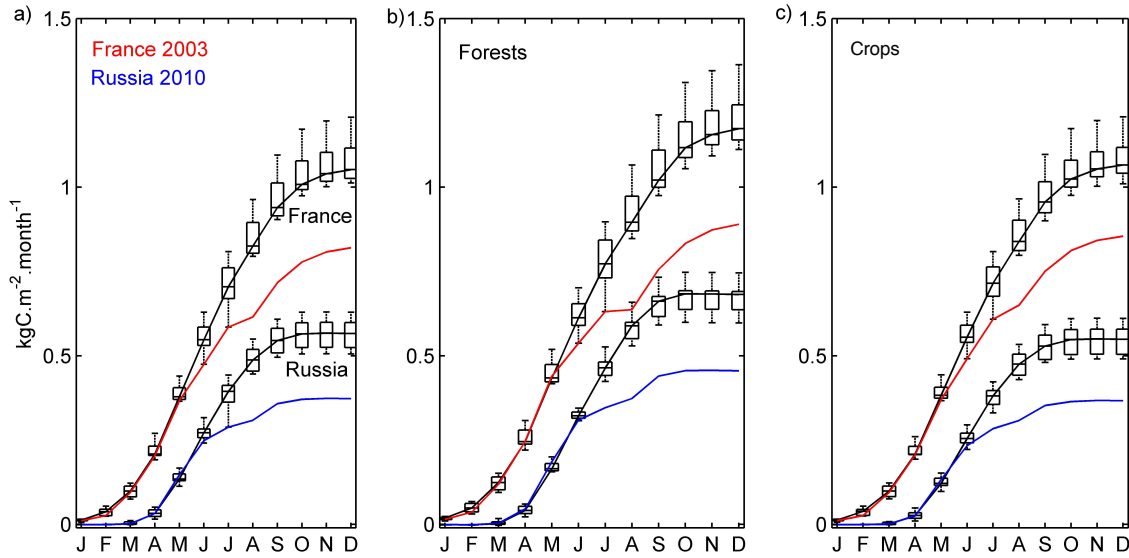 a)
b)
c)
France 2003
Russia 2010
Forests
Crops
France
Russia
kgC.m-2.month-1
1.5
1
0.5
0
J F M A M J J A S O N D
1.5
1
0.5
0
J F M A M J J A S O N D
1.5
1
0.5
0
J F M A M J J A S O N D